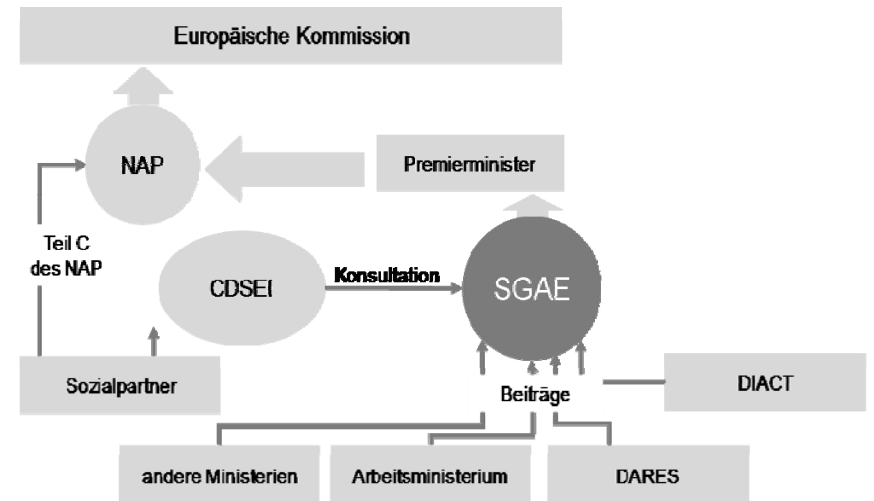 Europäische Kommission
NAP
Premierminister
Teil C
des NAP
CDSEI
Konsultation
SGAE
Sozialpartner
Beiträge
DIACT
andere Ministerien
Arbeitsministerium
DARES